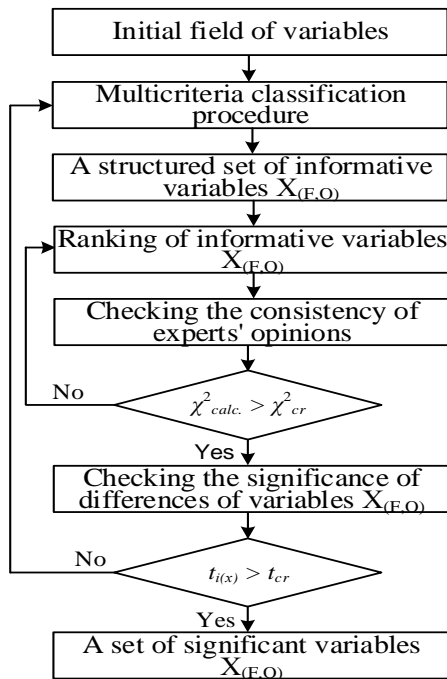 Initial field of variables
Multicriteria classification
procedure
A structured set of informative
variables X(F,O)
Ranking of informative variables
X(F,O)
Checking the consistency of
experts' opinions
No
χ²calc. > χ²cr
Yes
Checking the significance of
differences of variables X(F,O)
No
ti(x) > tcr
Yes
A set of significant variables
X(F,O)